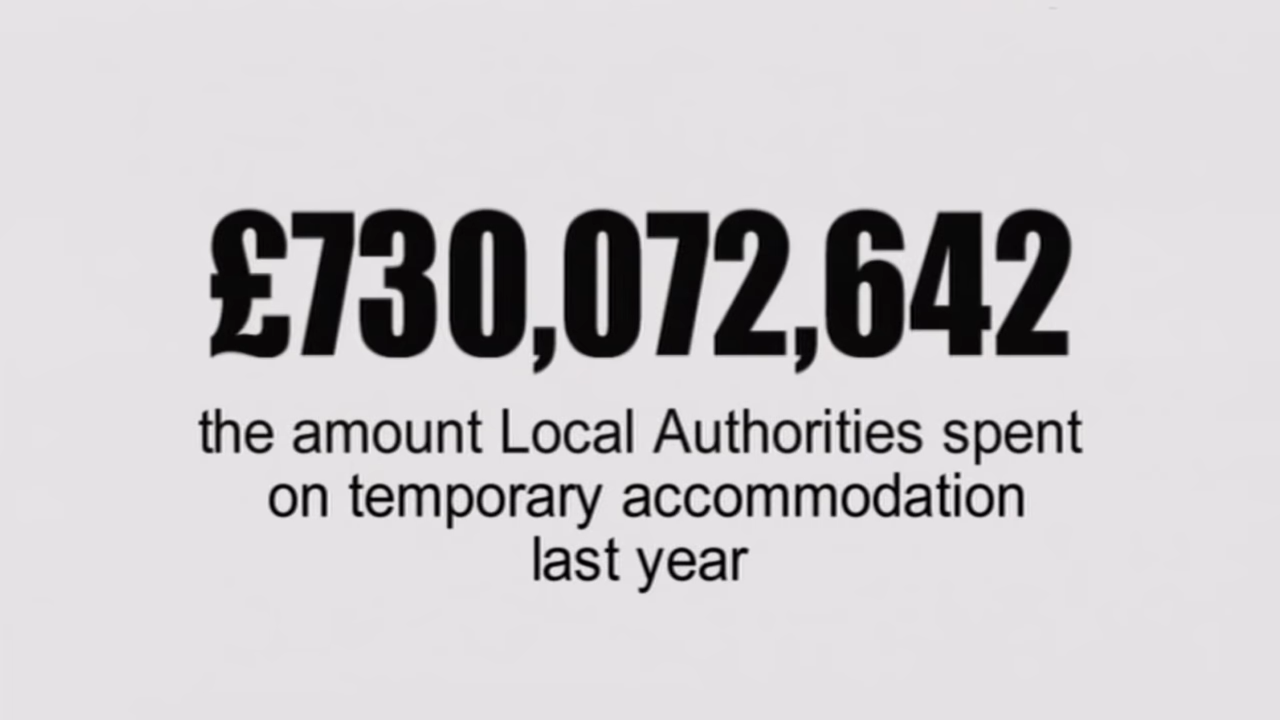 £730,072,642
the amount Local Authorities spent
on temporary accommodation
last year